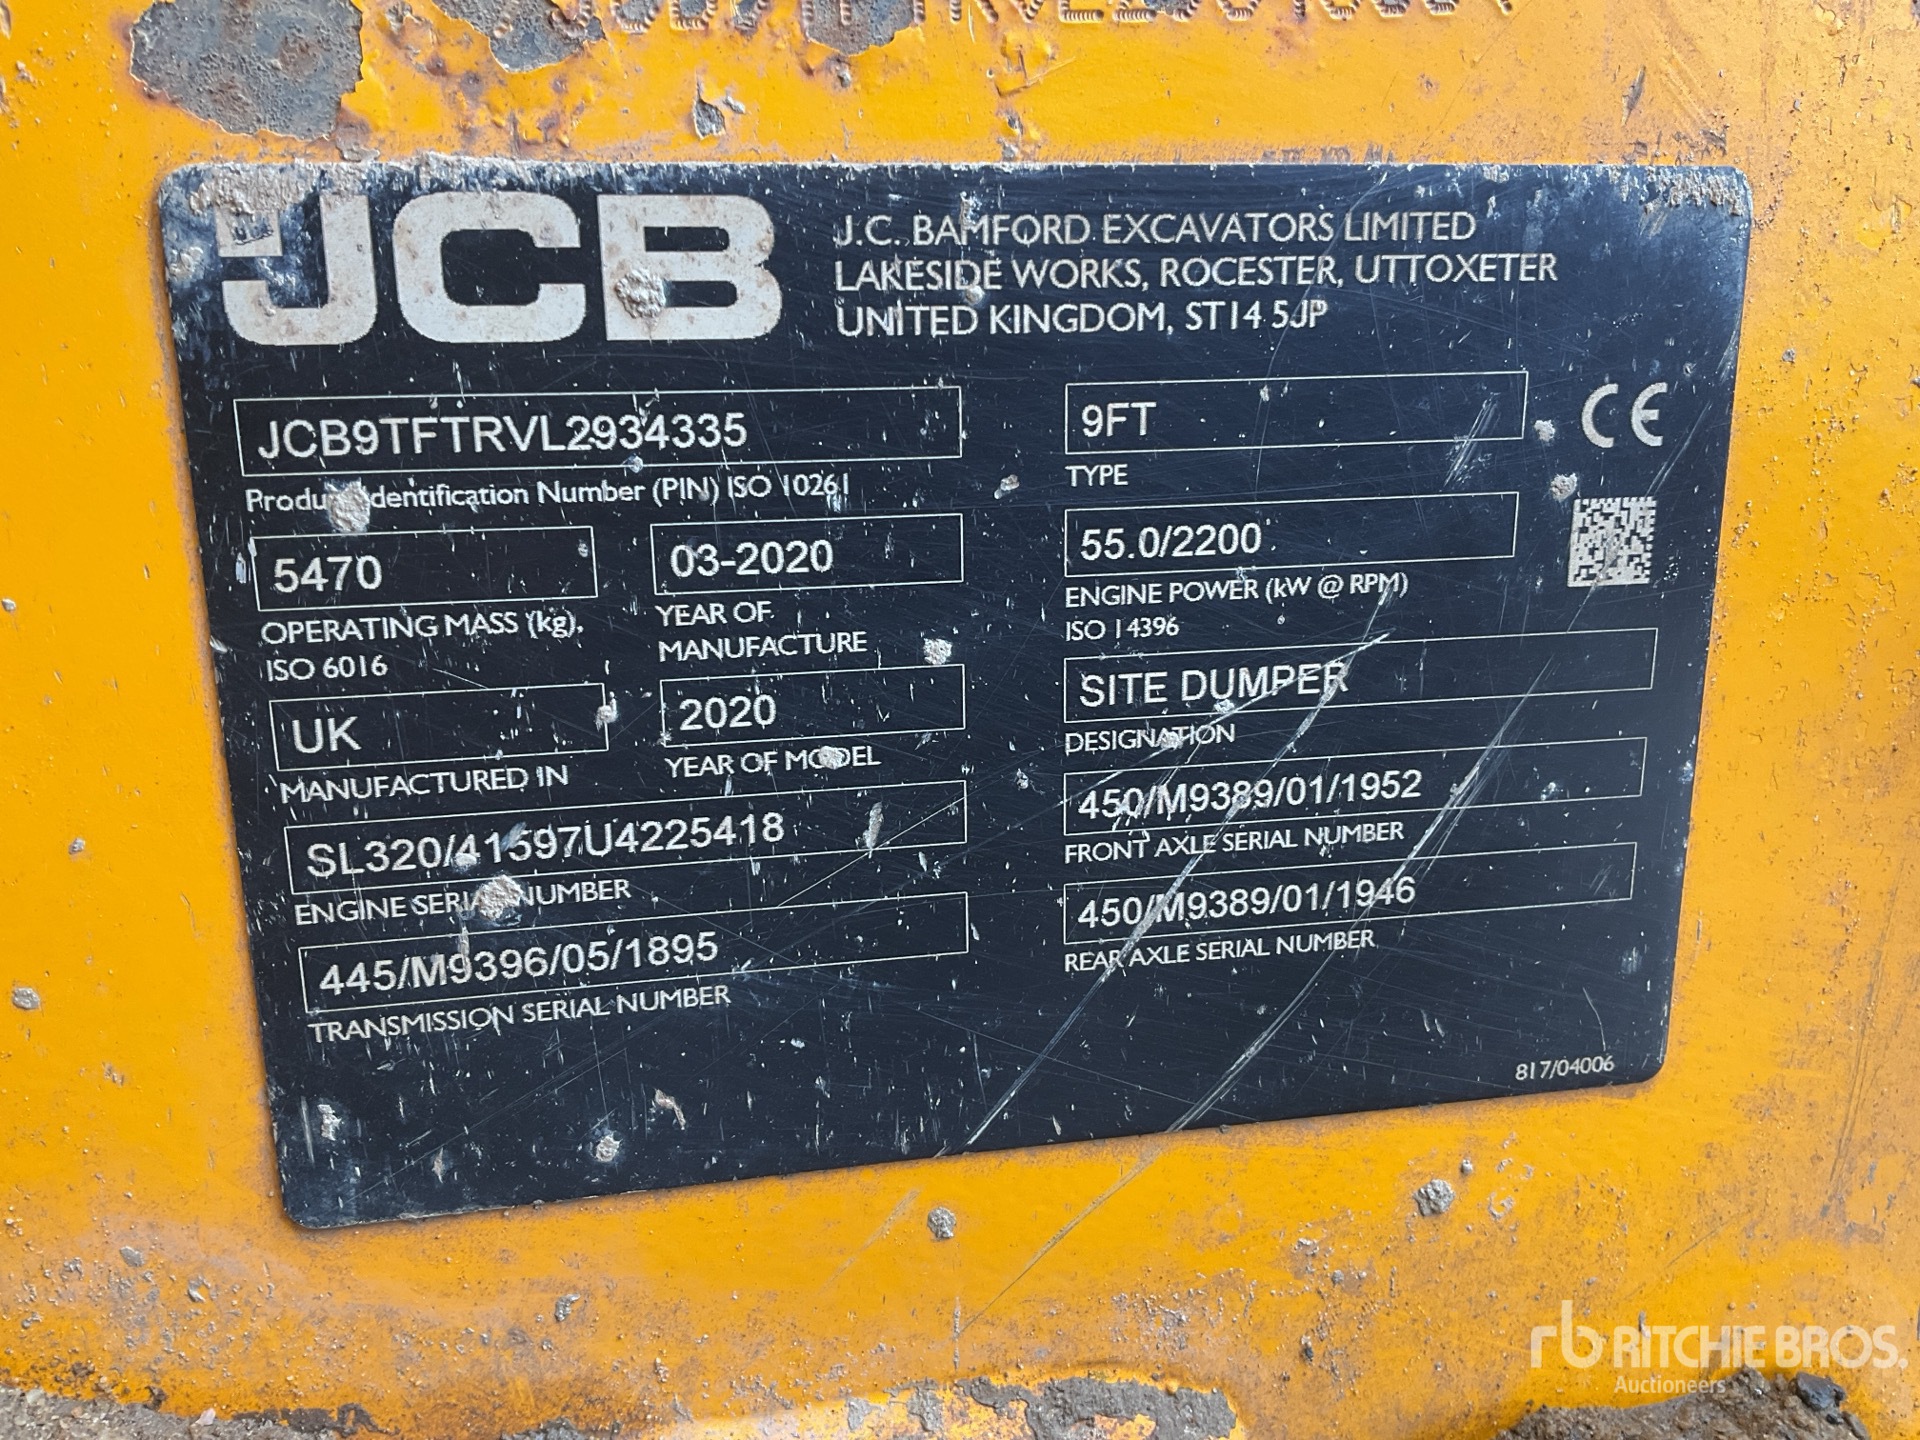 JCB
J.C. BAMFORD EXCAVATORS LIMITED
LAKESIDE WORKS, ROCESTER, UTTOXETER
UNITED KINGDOM, ST14 5JP
JCB9TFTRVL2934335
Product Identification Number (PIN) ISO 10261
5470
OPERATING MASS (kg),
ISO 6016
03-2020
YEAR OF
MANUFACTURE
UK
MANUFACTURED IN
2020
YEAR OF MODEL
SL320/41597U4225418
ENGINE SERIAL NUMBER
445/M9396/05/1895
TRANSMISSION SERIAL NUMBER
9FT
TYPE
CE
55.0/2200
ENGINE POWER (kW @ RPM)
ISO 14396
SITE DUMPER
DESIGNATION
450/M9389/01/1952
FRONT AXLE SERIAL NUMBER
450/M9389/01/1946
REAR AXLE SERIAL NUMBER
817/04006
rb RITCHIE BROS.
Auctioneers